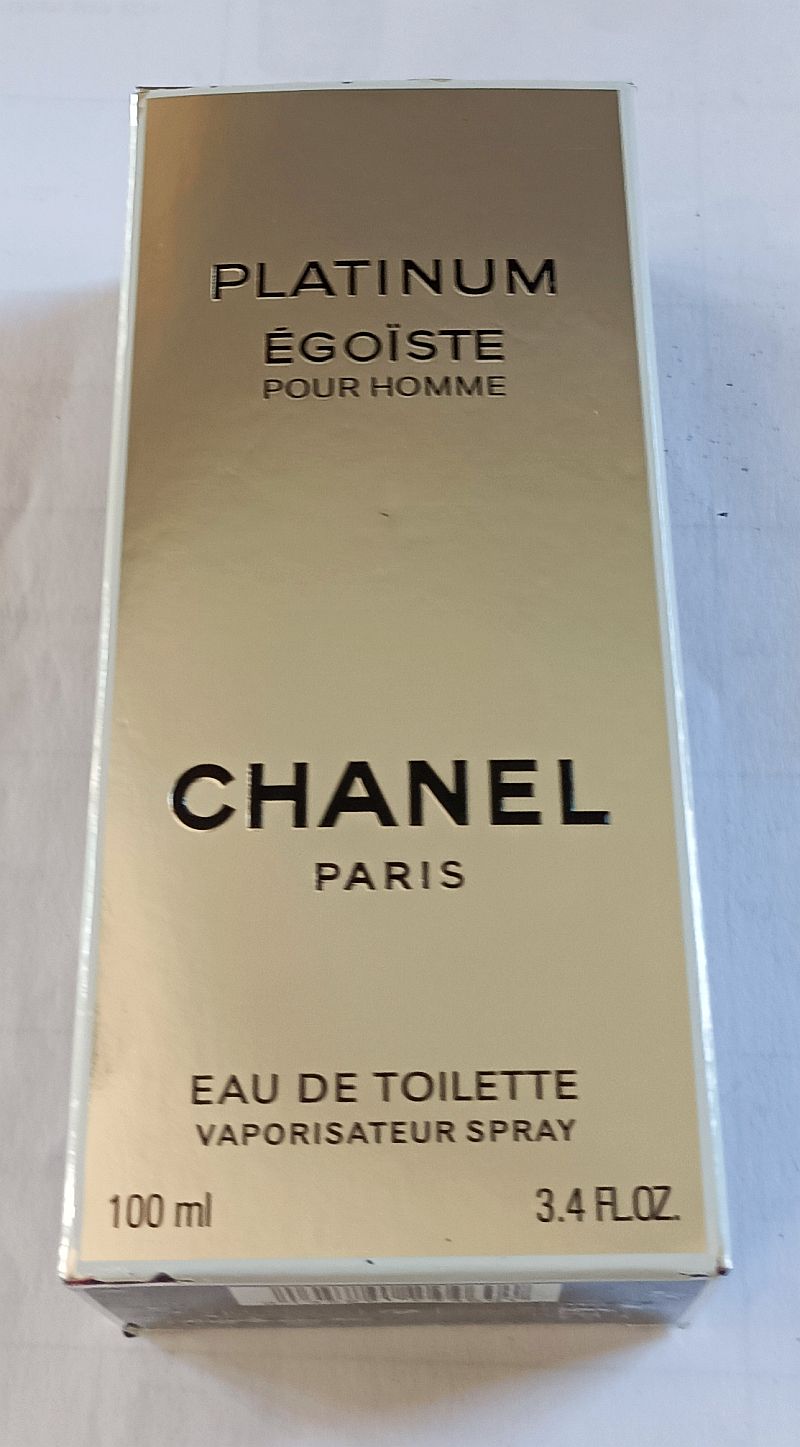 PLATINUM
ÉGOÏSTE
POUR HOMME
CHANEL
PARIS
EAU DE TOILETTE
VAPORISATEUR SPRAY
100 ml 3.4 FL.OZ.